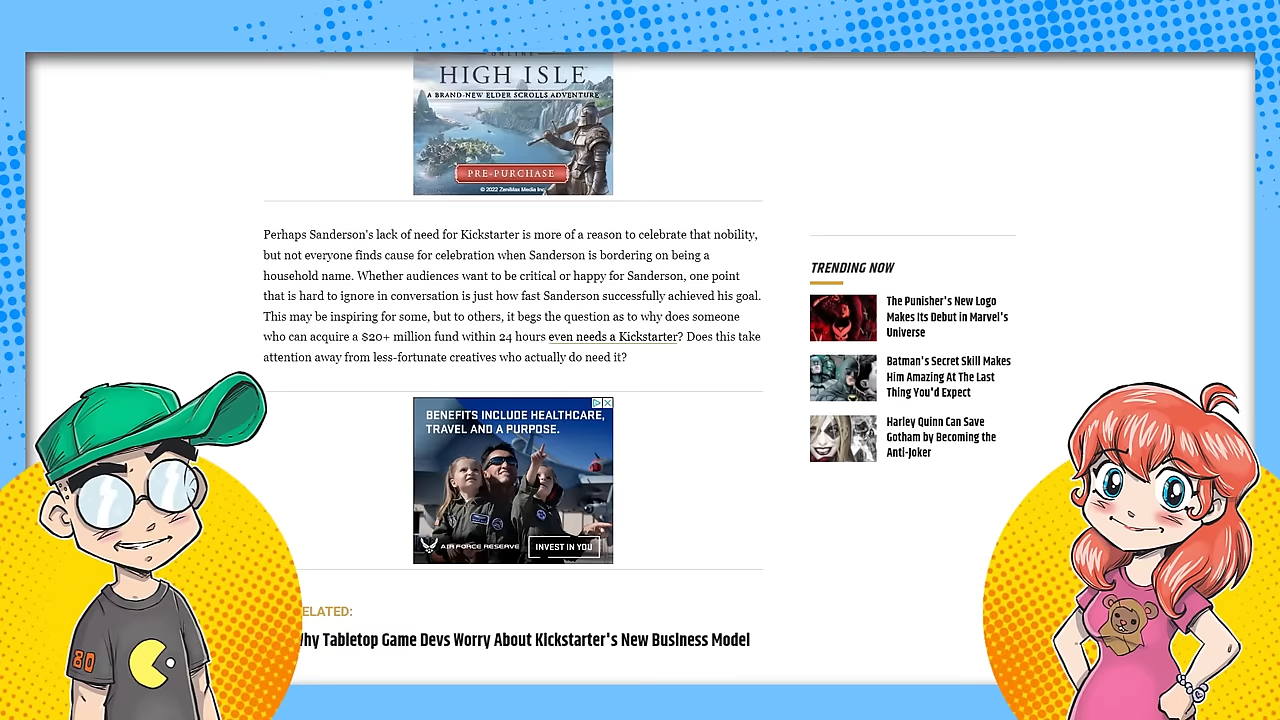 ONLINE
HIGH ISLE
A BRAND-NEW ELDER SCROLLS ADVENTURE
PRE-PURCHASE
© 2022 ZeniMax Media Inc.
Perhaps Sanderson's lack of need for Kickstarter is more of a reason to celebrate that nobility,
but not everyone finds cause for celebration when Sanderson is bordering on being a
household name. Whether audiences want to be critical or happy for Sanderson, one point
that is hard to ignore in conversation is just how fast Sanderson successfully achieved his goal.
This may be inspiring for some, but to others, it begs the question as to why does someone
who can acquire a $20+ million fund within 24 hours even needs a Kickstarter? Does this take
attention away from less-fortunate creatives who actually do need it?
BENEFITS INCLUDE HEALTHCARE,
TRAVEL AND A PURPOSE.
AIR FORCE RESERVE
INVEST IN YOU
ELATED:
hy Tabletop Game Devs Worry About Kickstarter's New Business Model
TRENDING NOW
The Punisher's New Logo
Makes Its Debut in Marvel's
Universe
Batman's Secret Skill Makes
Him Amazing At The Last
Thing You'd Expect
Harley Quinn Can Save
Gotham by Becoming the
Anti-Joker
80